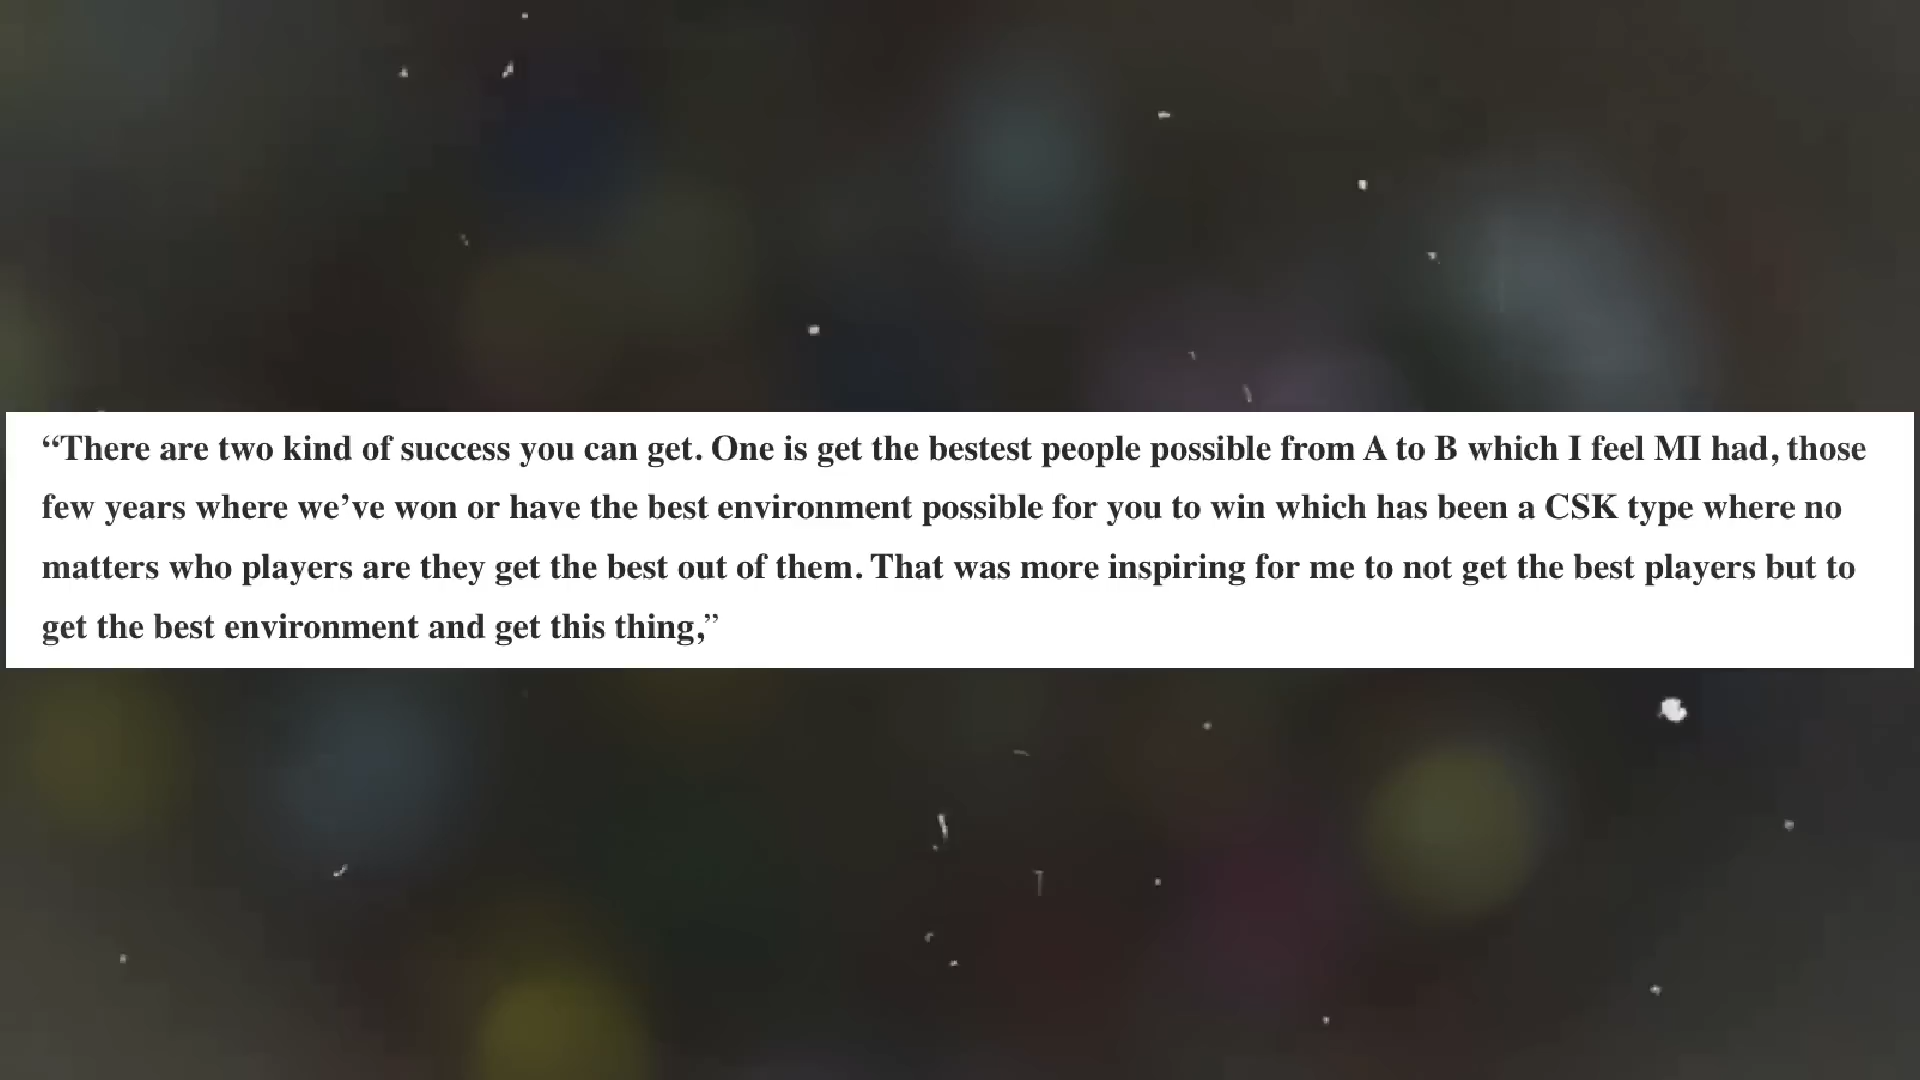 “There are two kind of success you can get. One is get the bestest people possible from A to B which I feel MI had, those
few years where we’ve won or have the best environment possible for you to win which has been a CSK type where no
matters who players are they get the best out of them. That was more inspiring for me to not get the best players but to
get the best environment and get this thing,”